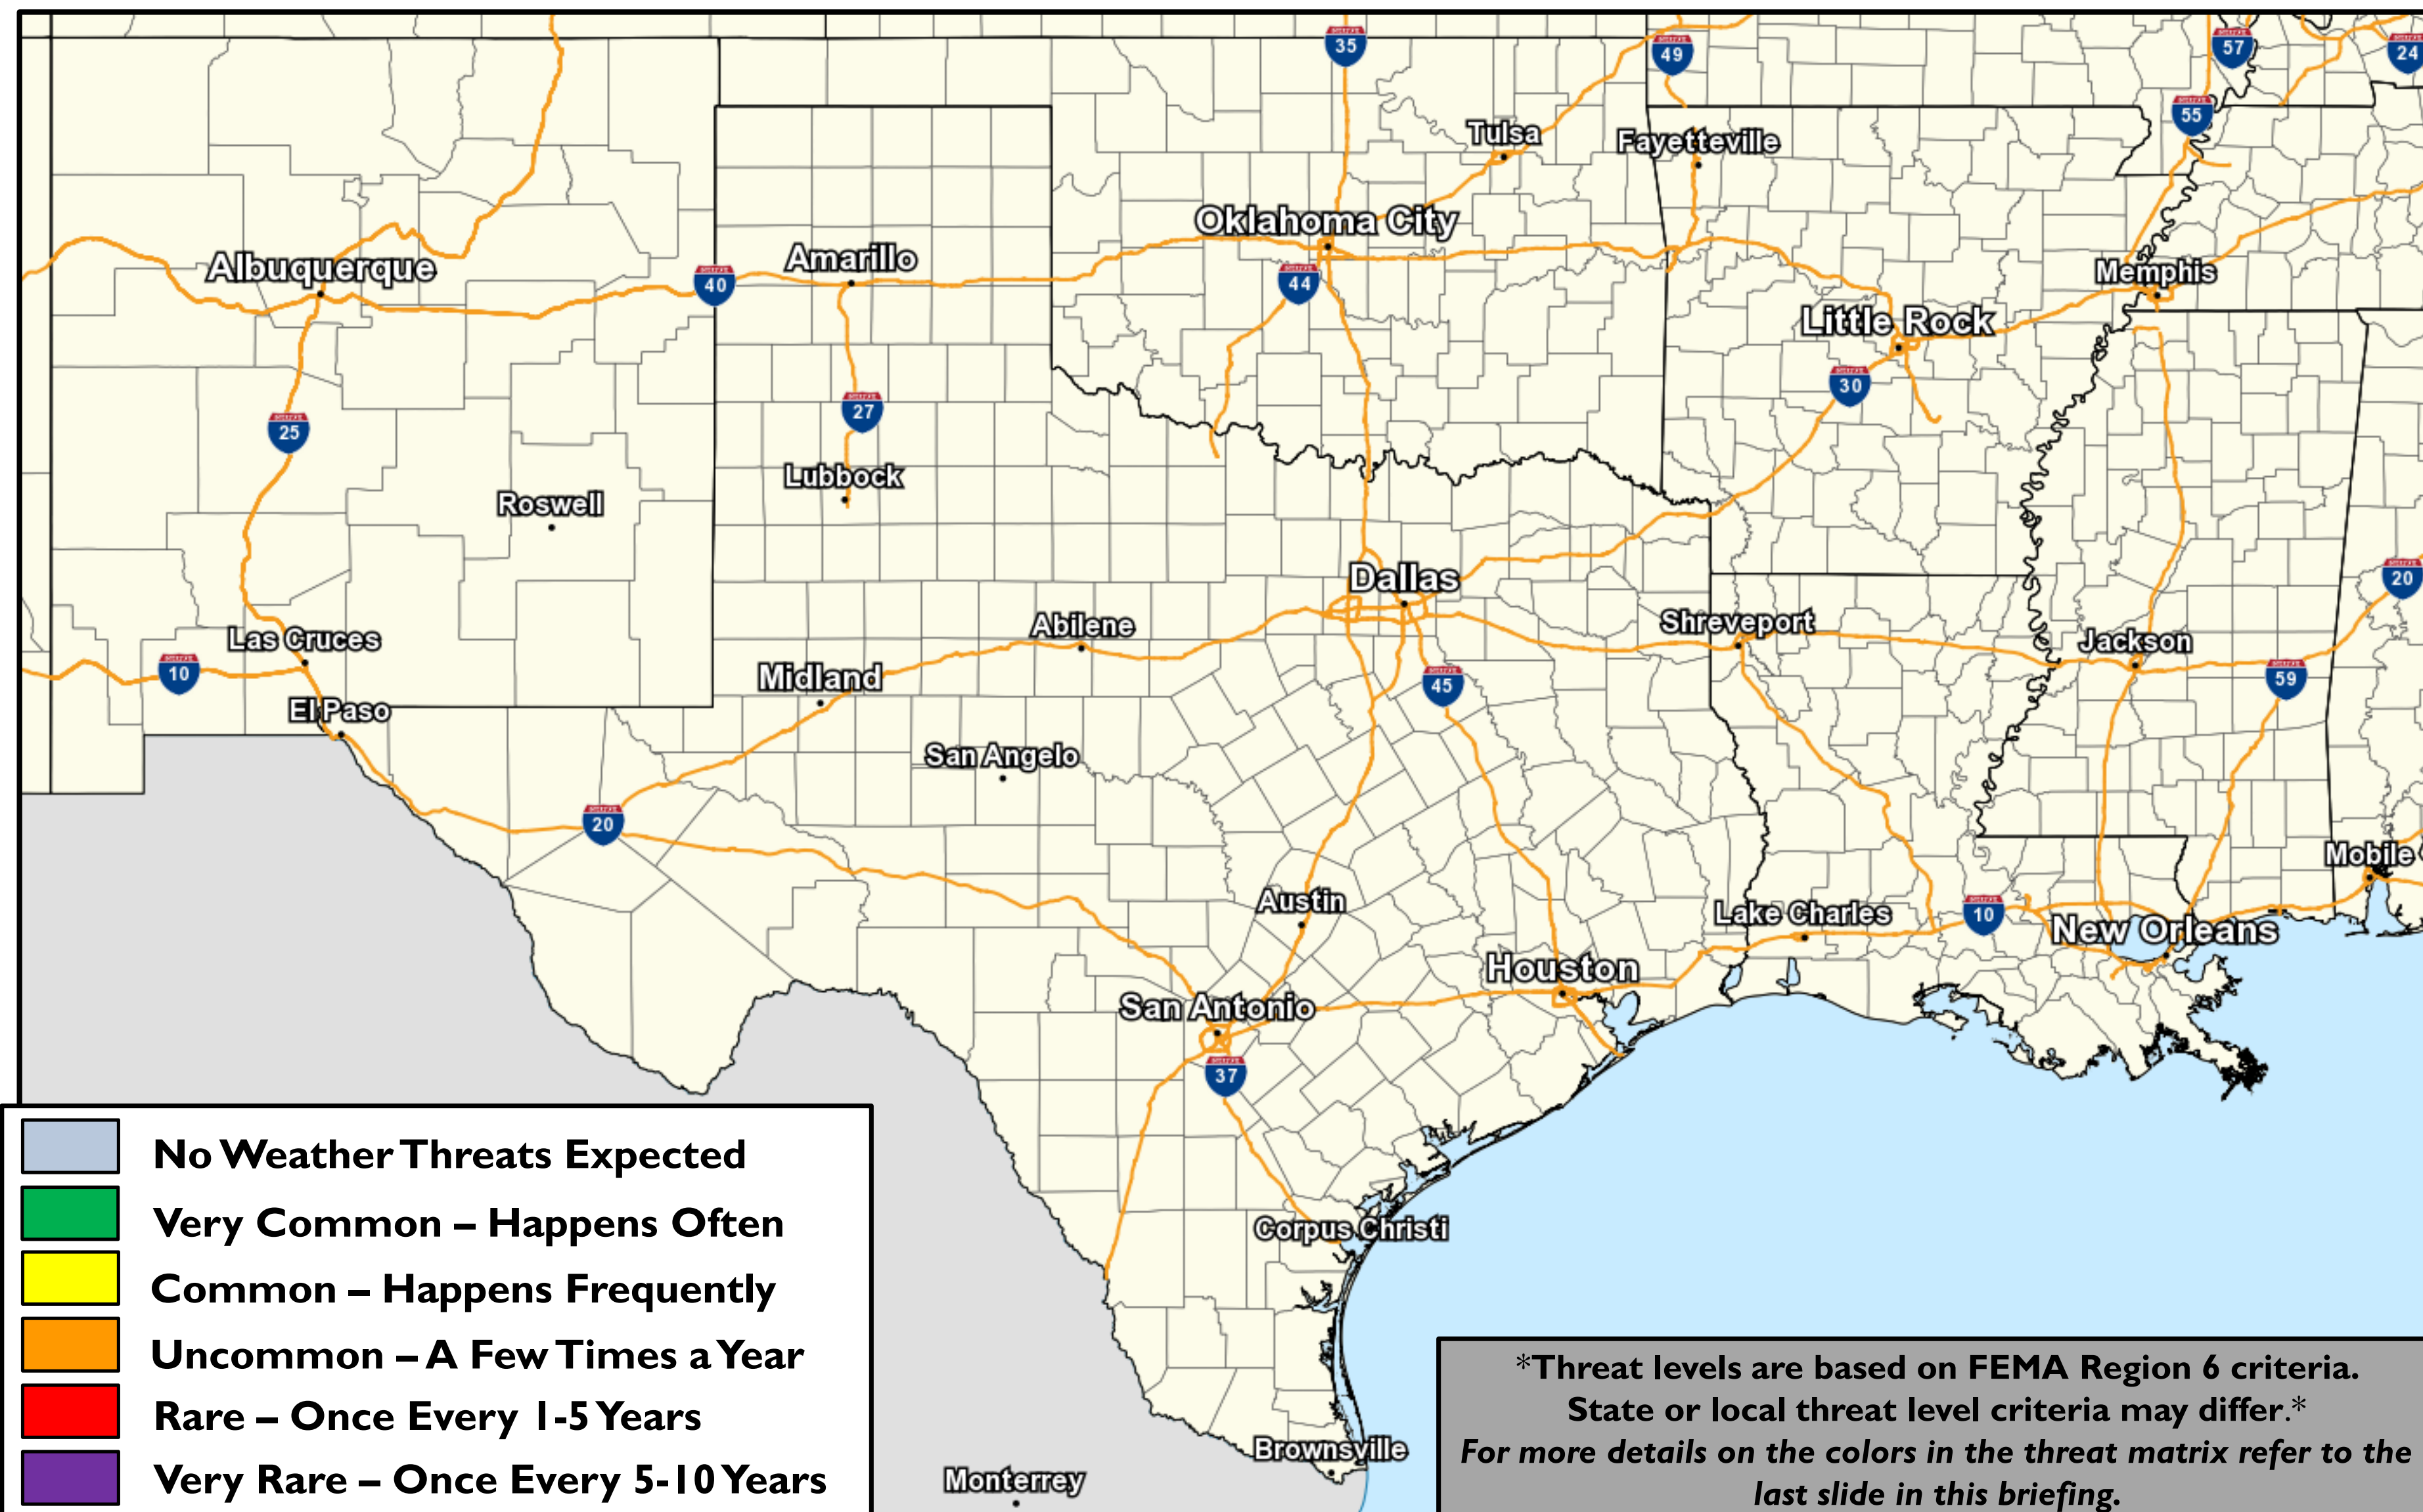 35
49
57
24
55
Tulsa
Fayetteville
Oklahoma City
Albuquerque
Amarillo
40
44
Memphis
Little Rock
30
27
25
Lubbock
Roswell
Dallas
20
Las Cruces
Abilene
Shreveport
Jackson
10
Midland
45
59
El Paso
San Angelo
20
Mobile
Austin
Lake Charles
10
New Orleans
Houston
San Antonio
37
Corpus Christi
Brownsville
Monterrey
No Weather Threats Expected
Very Common – Happens Often
Common – Happens Frequently
Uncommon – A Few Times a Year
Rare – Once Every 1-5 Years
Very Rare – Once Every 5-10 Years
*Threat levels are based on FEMA Region 6 criteria.
State or local threat level criteria may differ.*
For more details on the colors in the threat matrix refer to the
last slide in this briefing.